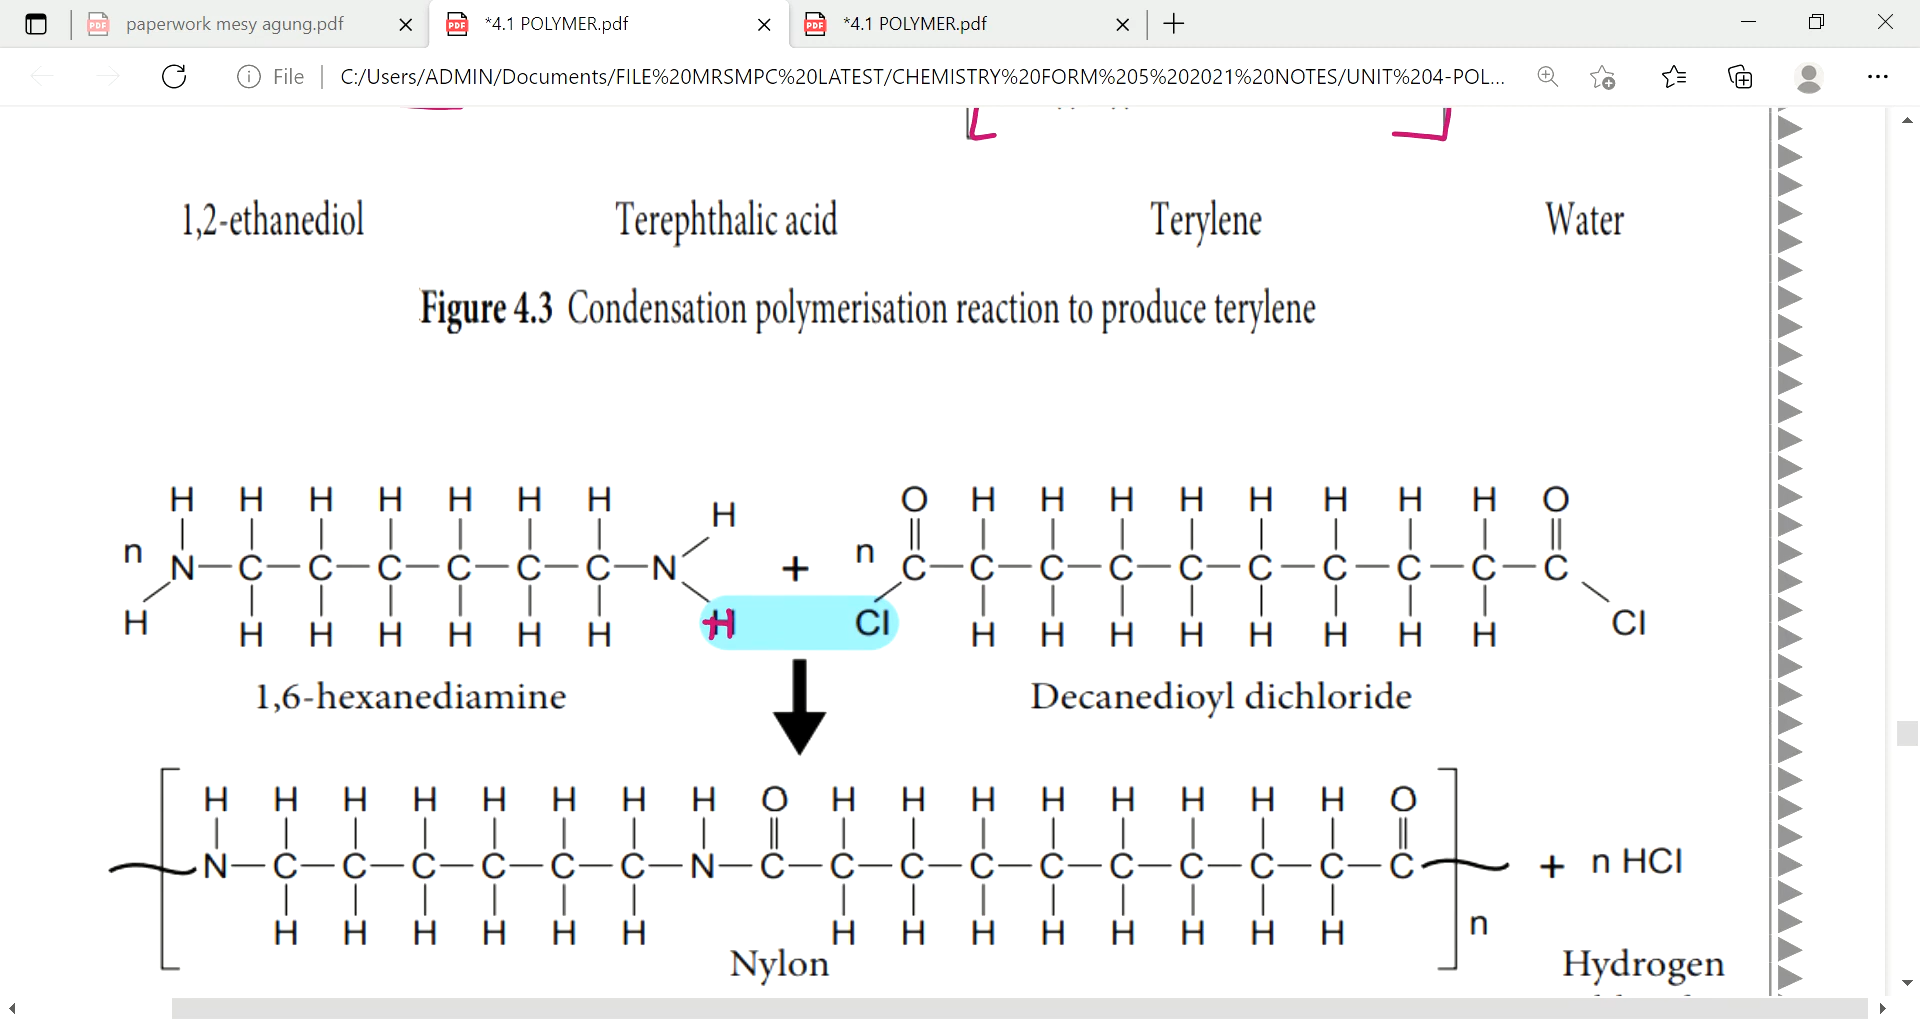 paperwork mesy agung.pdf
*4.1 POLYMER.pdf
*4.1 POLYMER.pdf
File
C:/Users/ADMIN/Documents/FILE%20MRSMPC%20LATEST/CHEMISTRY%20FORM%205%202021%20NOTES/UNIT%204-POL...
1,2-ethanediol Terephthalic acid Terylene Water
Figure 4.3 Condensation polymerisation reaction to produce terylene
H H H H H H H H O H H H H H H H H O
n N—C—C—C—C—C—C—N + n C—C—C—C—C—C—C—C—C—C
H H H H H H H H Cl H H H H H H H H Cl
1,6-hexanediamine Decanedioyl dichloride
H H H H H H H H O H H H H H H H H O
N—C—C—C—C—C—C—N—C—C—C—C—C—C—C—C—C—C + n HCl
H H H H H H H H H H H H H H n
Nylon Hydrogen